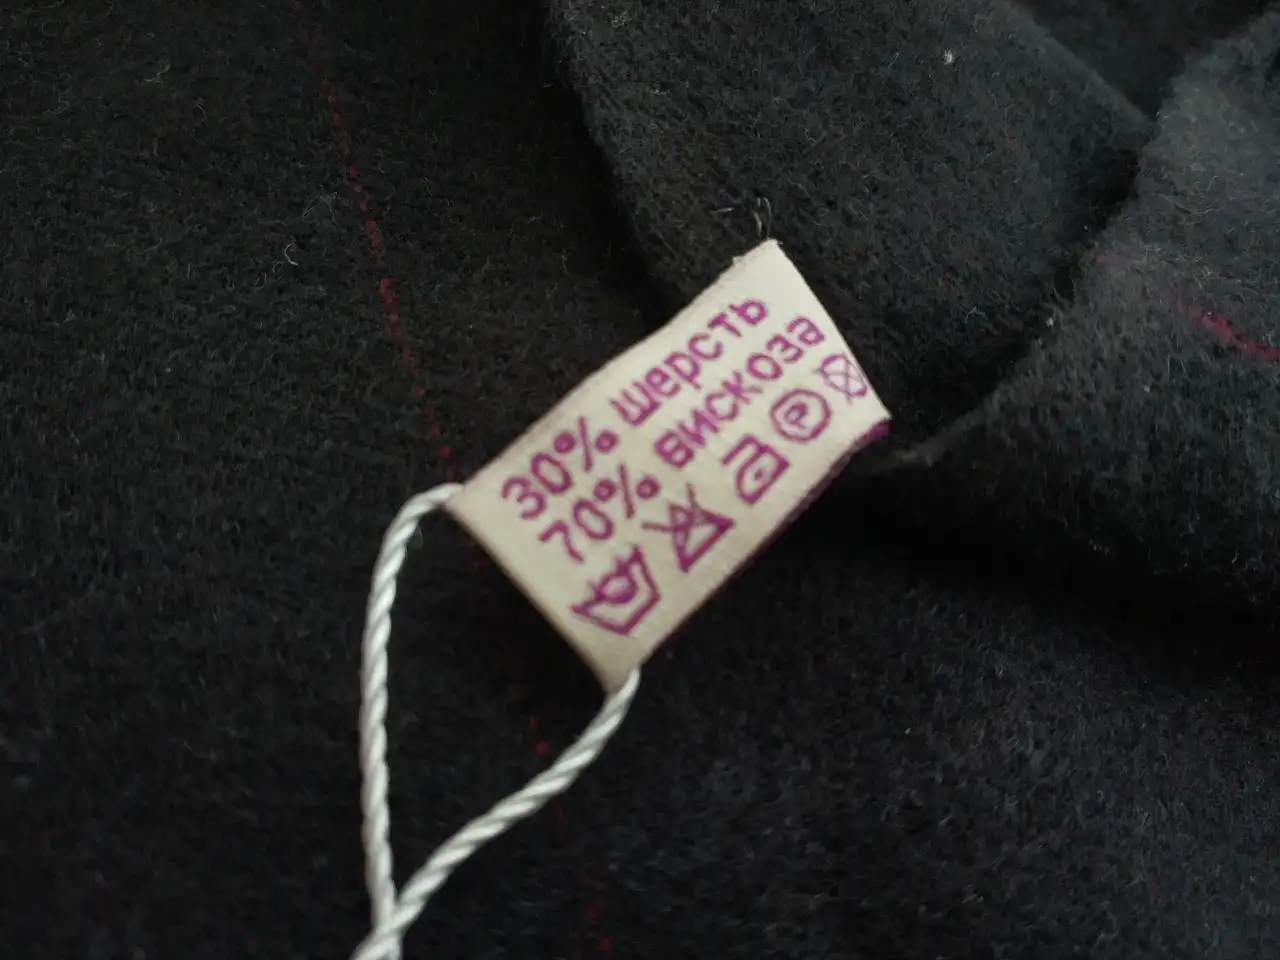 30% шерсть
70% вискоза
P